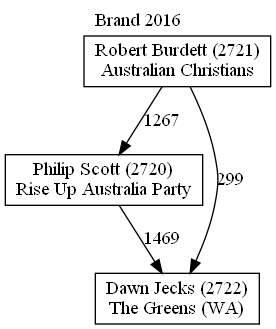 Brand 2016
Robert Burdett (2721)
Australian Christians
1267
Philip Scott (2720)
Rise Up Australia Party
299
1469
Dawn Jecks (2722)
The Greens (WA)